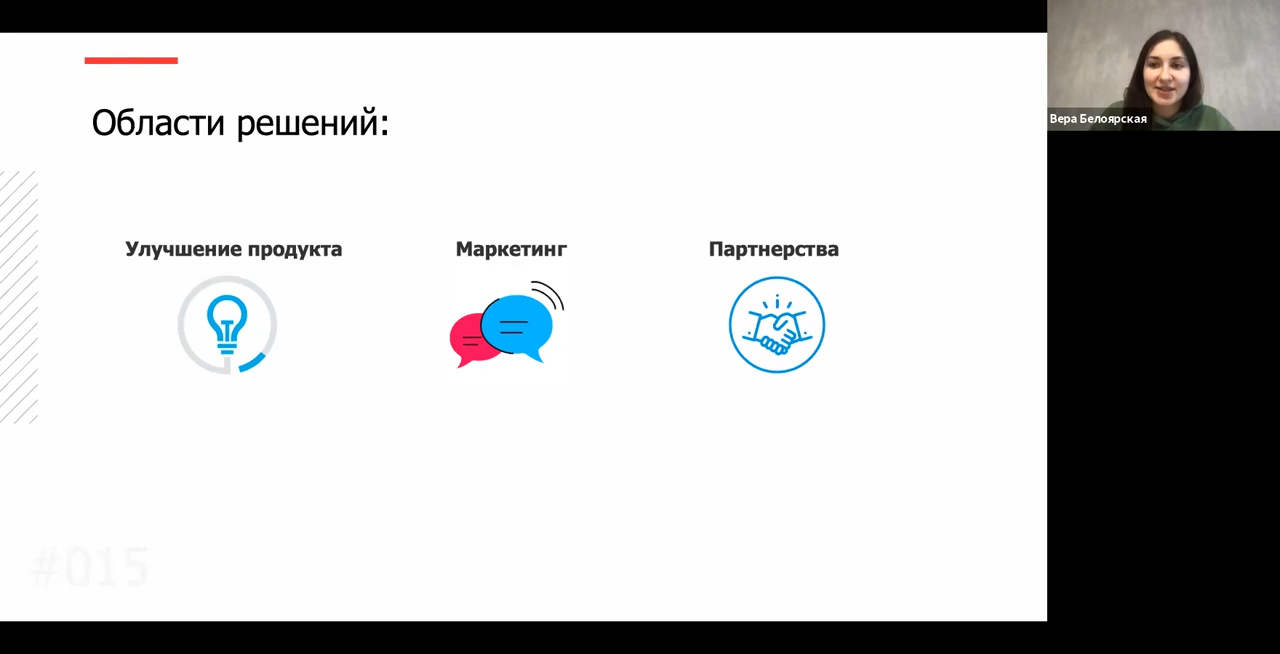 Области решений:
Улучшение продукта
Маркетинг
Партнерства
#015
Вера Белоярская